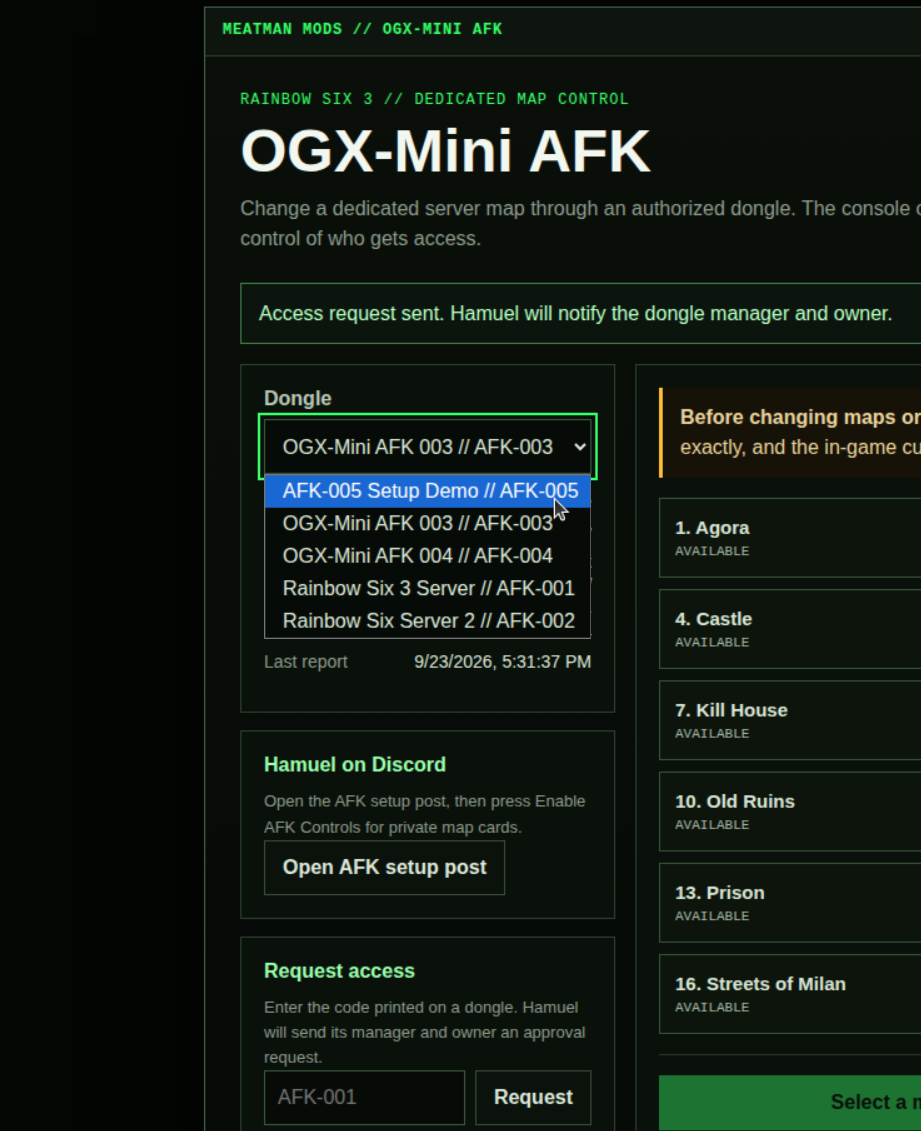 MEATMAN MODS // OGX-MINI AFK
RAINBOW SIX 3 // DEDICATED MAP CONTROL
OGX-Mini AFK
Change a dedicated server map through an authorized dongle. The console
control of who gets access.
Access request sent. Hamuel will notify the dongle manager and owner.
Dongle
OGX-Mini AFK 003 // AFK-003
AFK-005 Setup Demo // AFK-005
OGX-Mini AFK 003 // AFK-003
OGX-Mini AFK 004 // AFK-004
Rainbow Six 3 Server // AFK-001
Rainbow Six Server 2 // AFK-002
Last report 9/23/2026, 5:31:37 PM
Hamuel on Discord
Open the AFK setup post, then press Enable
AFK Controls for private map cards.
Open AFK setup post
Request access
Enter the code printed on a dongle. Hamuel
will send its manager and owner an approval
request.
AFK-001 Request
Before changing maps or
exactly, and the in-game
1. Agora
AVAILABLE
4. Castle
AVAILABLE
7. Kill House
AVAILABLE
10. Old Ruins
AVAILABLE
13. Prison
AVAILABLE
16. Streets of Milan
AVAILABLE
Select a